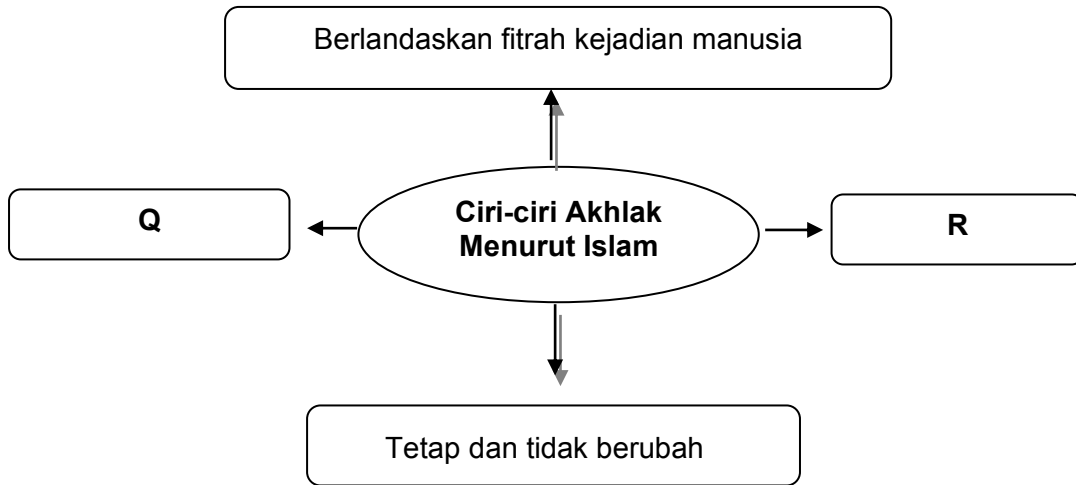 Berlandaskan fitrah kejadian manusia
Q
Ciri-ciri Akhlak
Menurut Islam
R
Tetap dan tidak berubah